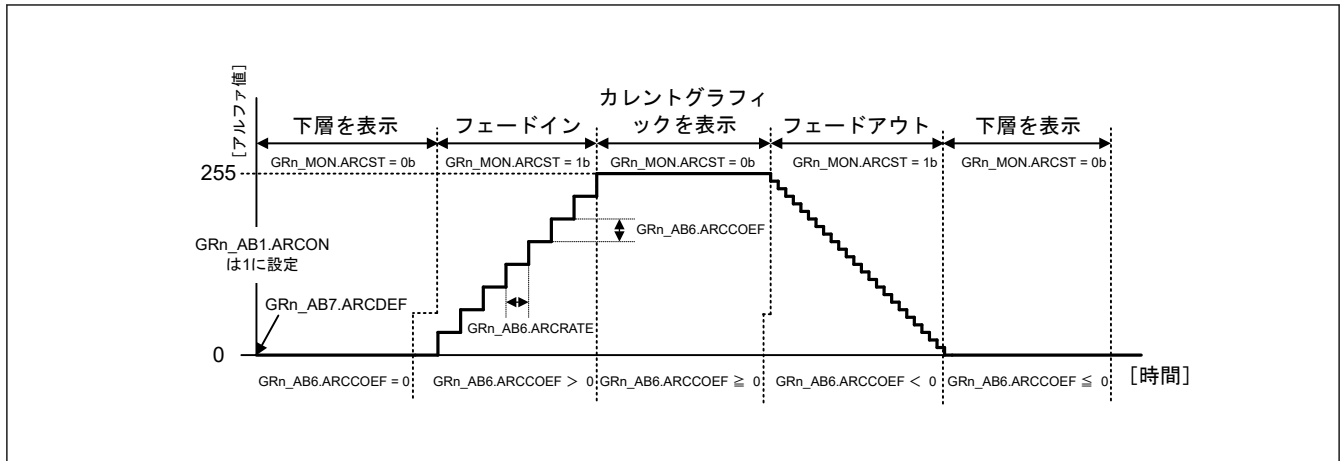 [アルファ値]
カレントグラフィ
下層を表示 フェードイン ックを表示 フェードアウト 下層を表示
GRn_MON.ARCST = 0b GRn_MON.ARCST = 1b GRn_MON.ARCST = 0b GRn_MON.ARCST = 1b GRn_MON.ARCST = 0b
255
GRn_AB6.ARCCOEF
GRn_AB1.ARCON
は1に設定
GRn_AB7.ARCDEF
GRn_AB6.ARCRATE
0
GRn_AB6.ARCCOEF = 0 GRn_AB6.ARCCOEF > 0 GRn_AB6.ARCCOEF ≧ 0 GRn_AB6.ARCCOEF < 0 GRn_AB6.ARCCOEF ≦ 0 [時間]